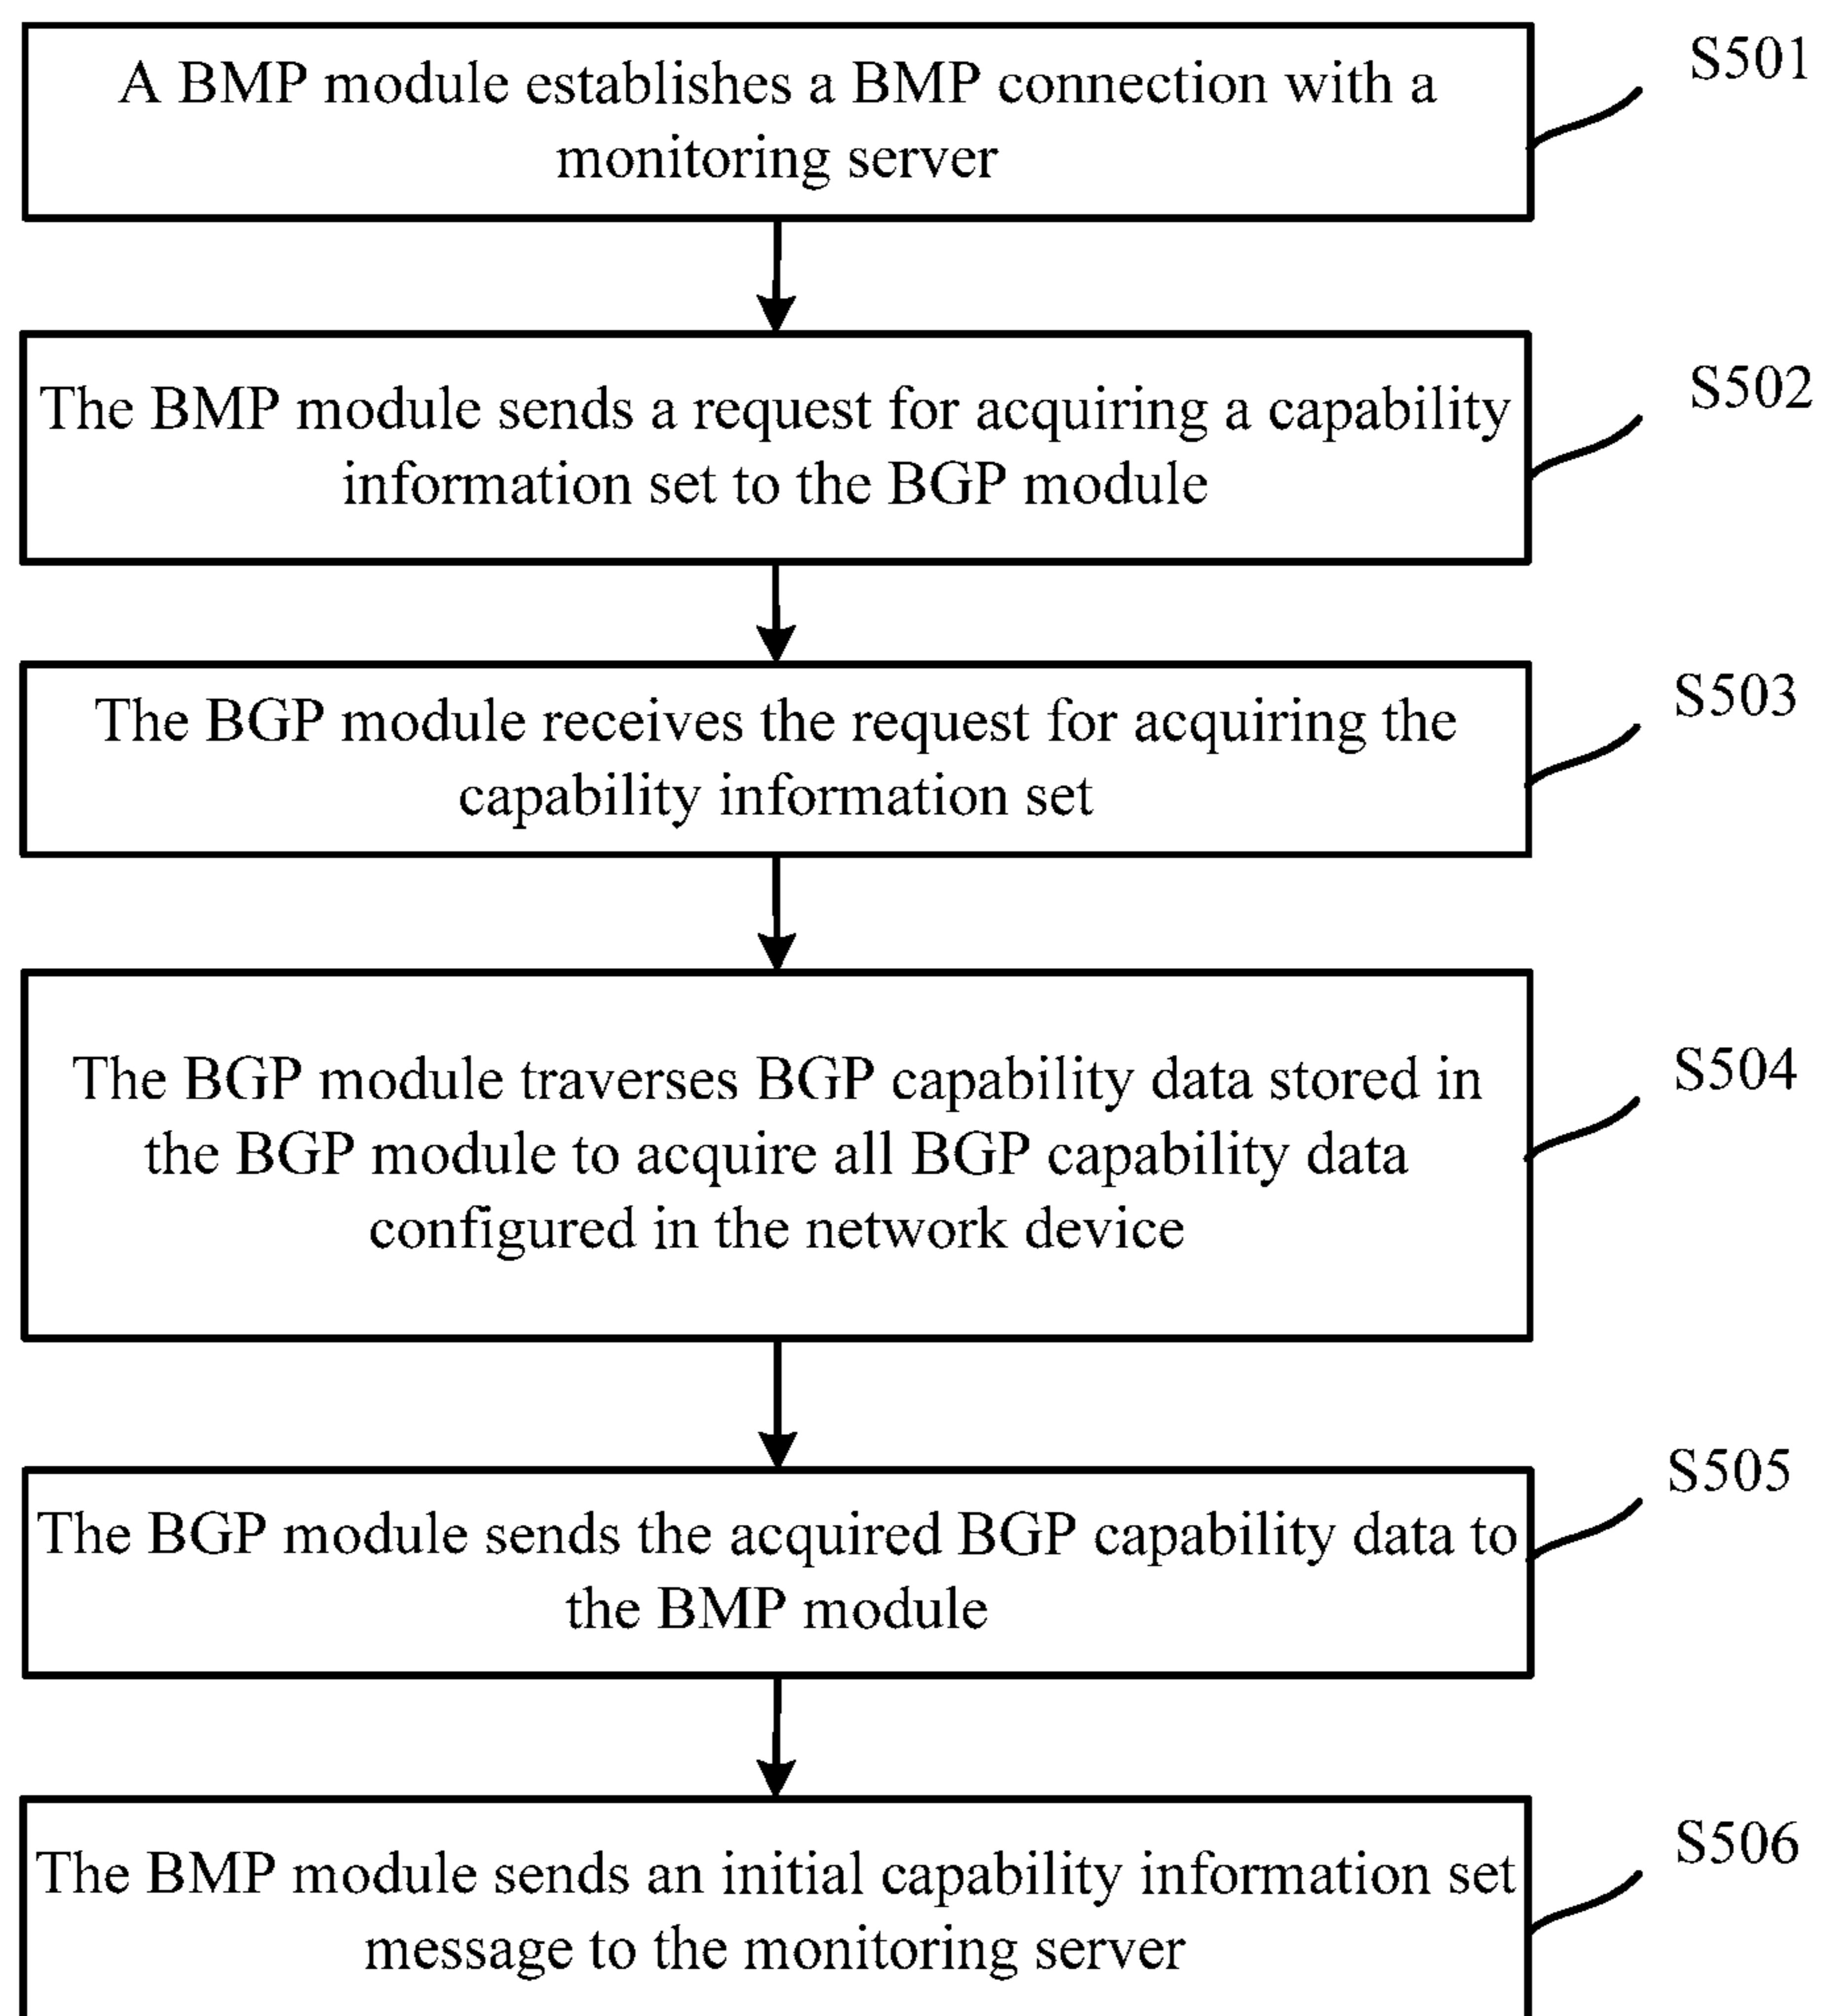 A BMP module establishes a BMP connection with a
monitoring server
S501
The BMP module sends a request for acquiring a capability
information set to the BGP module
S502
The BGP module receives the request for acquiring the
capability information set
S503
The BGP module traverses BGP capability data stored in
the BGP module to acquire all BGP capability data
configured in the network device
S504
The BGP module sends the acquired BGP capability data to
the BMP module
S505
The BMP module sends an initial capability information set
message to the monitoring server
S506